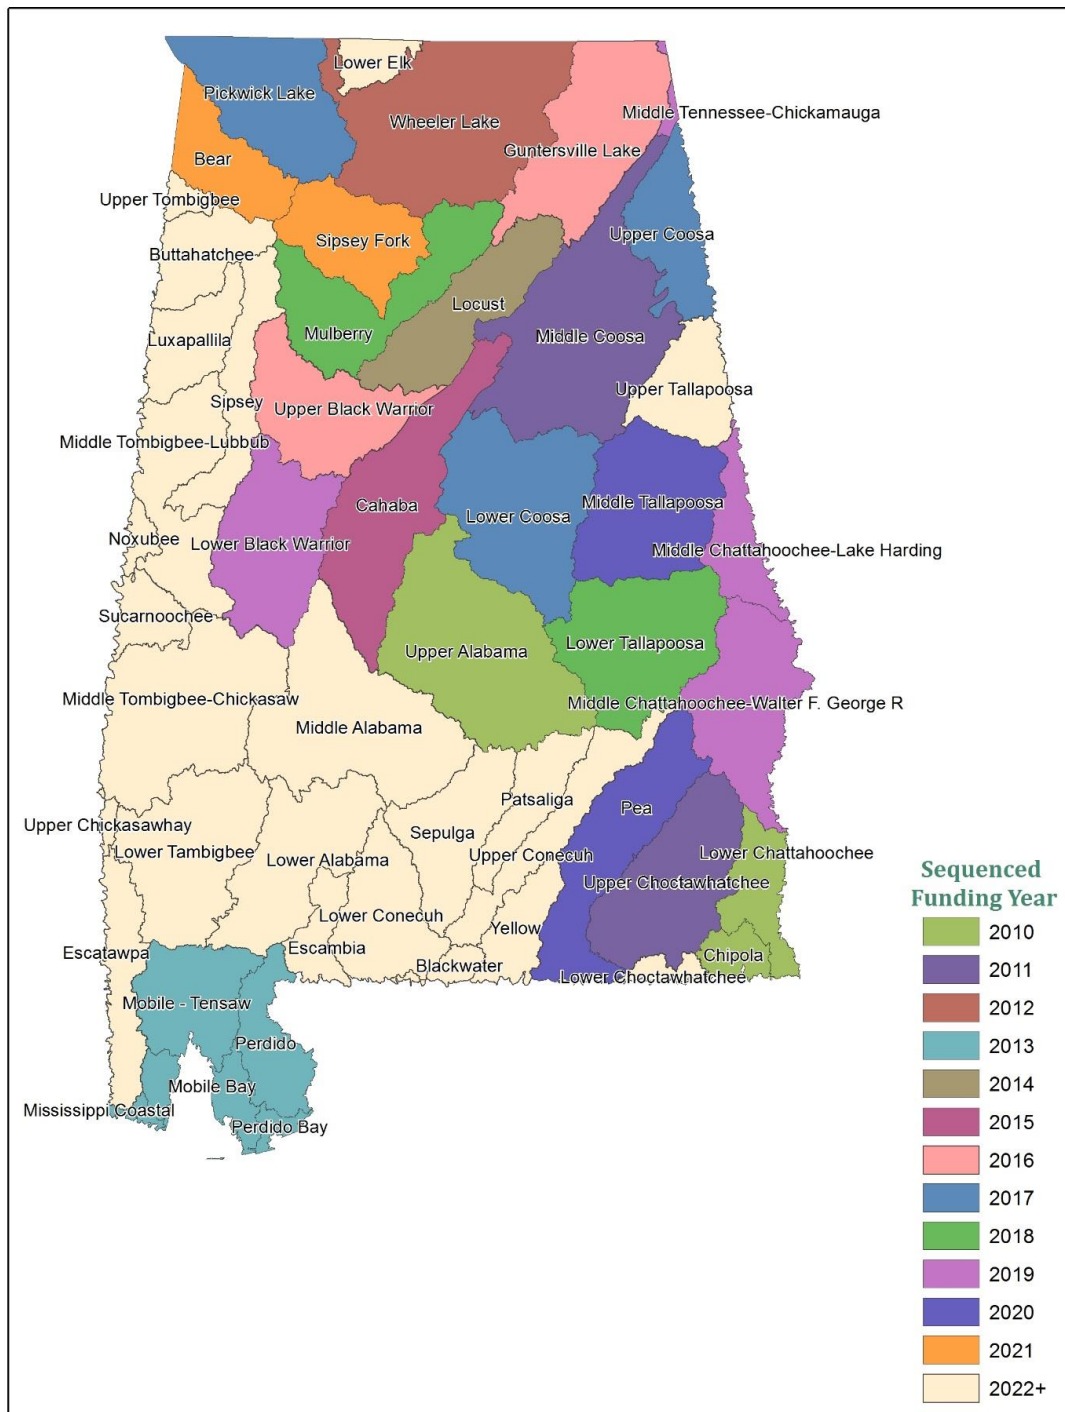 Lower Elk
Pickwick Lake
Middle Tennessee-Chickamauga
Wheeler Lake
Guntersville Lake
Bear
Upper Tombigbee
Upper Coosa
Sipsey Fork
Buttahatchee
Locust
Mulberry
Middle Coosa
Luxapallila
Upper Tallapoosa
Sipsey
Upper Black Warrior
Middle Tombigbee-Lubbub
Middle Tallapoosa
Cahaba
Lower Coosa
Noxubee
Lower Black Warrior
Middle Chattahoochee-Lake Harding
Sucarnoochee
Lower Tallapoosa
Upper Alabama
Middle Tombigbee-Chickasaw
Middle Chattahoochee-Walter F. George R
Middle Alabama
Patsaliga
Pea
Upper Chickasawhay
Sepulga
Lower Tambigbee
Lower Alabama
Upper Conecuh
Lower Chattahoochee
Upper Choctawhatchee
Lower Conecuh
Yellow
Escambia
Escatawpa
Chipola
Blackwater
Lower Choctawhatchee
Mobile - Tensaw
Perdido
Mobile Bay
Mississippi Coastal
Perdido Bay
Sequenced
Funding Year
2010
2011
2012
2013
2014
2015
2016
2017
2018
2019
2020
2021
2022+